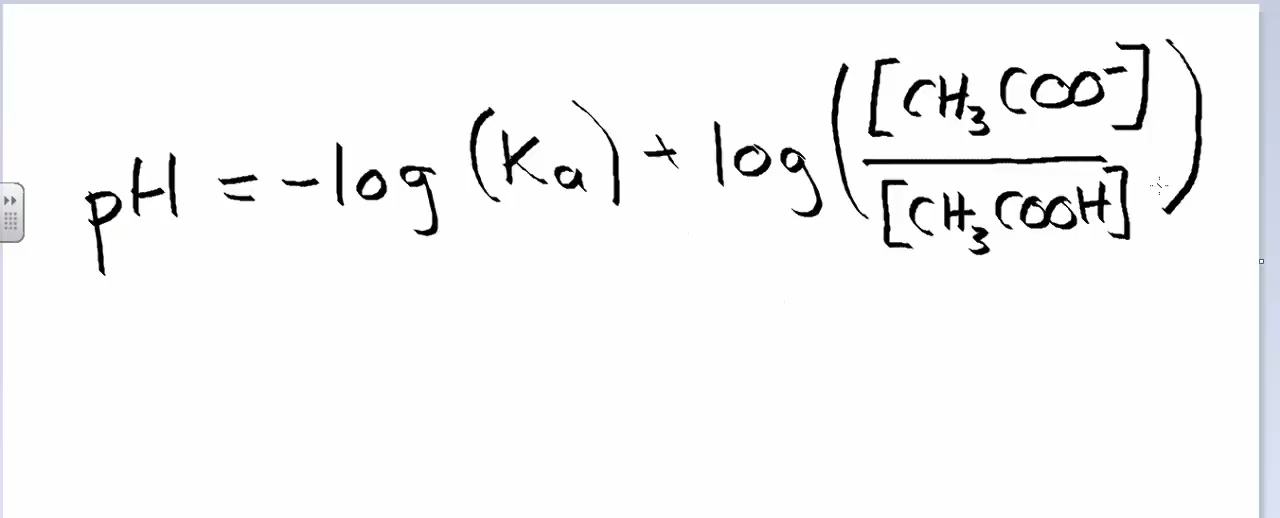 pH = -log (Ka) + log ([CH₃COO⁻] / [CH₃COOH])